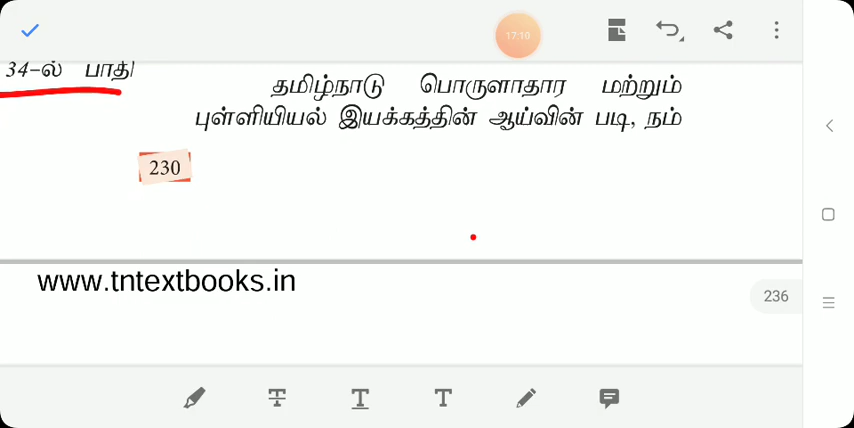 17:10
34-ல் பாதி
தமிழ்நாடு பொருளாதார மற்றும்
புள்ளியியல் இயக்கத்தின் ஆய்வின் படி, நம்
230
www.tntextbooks.in
236
T
T
T